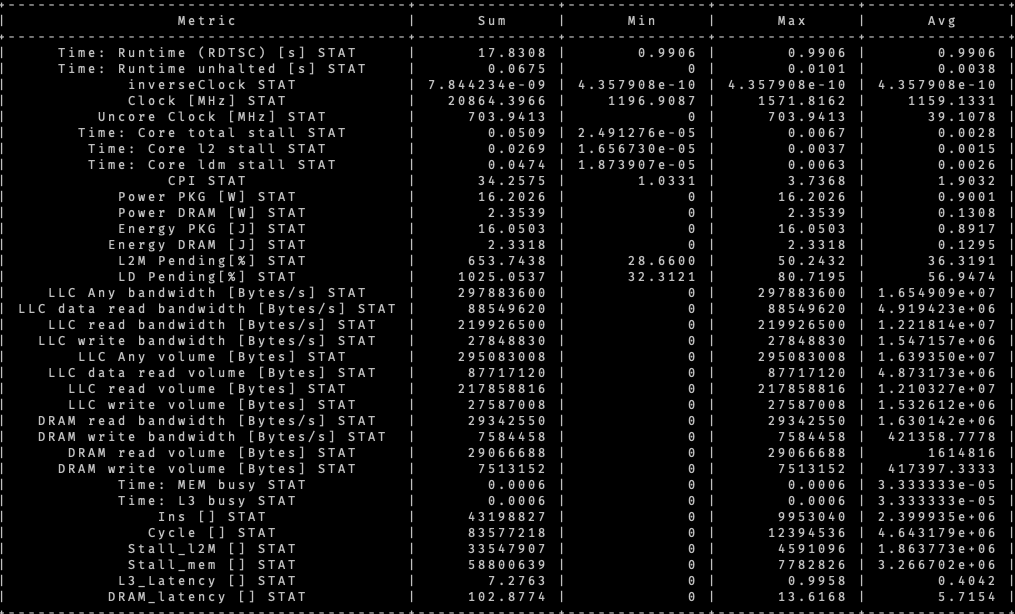 Metric | Sum | Min | Max | Avg
Time: Runtime (RDTSC) [s] STAT | 17.8308 | 0.9906 | 0.9906 | 0.9906
Time: Runtime unhalted [s] STAT | 0.0675 | 0 | 0.0101 | 0.0038
inverseClock STAT | 7.844234e-09 | 4.357908e-10 | 4.357908e-10 | 4.357908e-10
Clock [MHz] STAT | 20864.3966 | 1196.9087 | 1571.8162 | 1159.1331
Uncore Clock [MHz] STAT | 703.9413 | 0 | 703.9413 | 39.1078
Time: Core total stall STAT | 0.0509 | 2.491276e-05 | 0.0067 | 0.0028
Time: Core l2 stall STAT | 0.0269 | 1.656730e-05 | 0.0037 | 0.0015
Time: Core ldm stall STAT | 0.0474 | 1.873907e-05 | 0.0063 | 0.0026
CPI STAT | 34.2575 | 1.0331 | 3.7368 | 1.9032
Power PKG [W] STAT | 16.2026 | 0 | 16.2026 | 0.9001
Power DRAM [W] STAT | 2.3539 | 0 | 2.3539 | 0.1308
Energy PKG [J] STAT | 16.0503 | 0 | 16.0503 | 0.8917
Energy DRAM [J] STAT | 2.3318 | 0 | 2.3318 | 0.1295
L2M Pending[%] STAT | 653.7438 | 28.6600 | 50.2432 | 36.3191
LD Pending[%] STAT | 1025.0537 | 32.3121 | 80.7195 | 56.9474
LLC Any bandwidth [Bytes/s] STAT | 297883600 | 0 | 297883600 | 1.654909e+07
LLC data read bandwidth [Bytes/s] STAT | 88549620 | 0 | 88549620 | 4.919423e+06
LLC read bandwidth [Bytes/s] STAT | 219926500 | 0 | 219926500 | 1.221814e+07
LLC write bandwidth [Bytes/s] STAT | 27848830 | 0 | 27848830 | 1.547157e+06
LLC Any volume [Bytes] STAT | 295083008 | 0 | 295083008 | 1.639350e+07
LLC data read volume [Bytes] STAT | 87717120 | 0 | 87717120 | 4.873173e+06
LLC read volume [Bytes] STAT | 217858816 | 0 | 217858816 | 1.210327e+07
LLC write volume [Bytes] STAT | 27587008 | 0 | 27587008 | 1.532612e+06
DRAM read bandwidth [Bytes/s] STAT | 29342550 | 0 | 29342550 | 1.630142e+06
DRAM write bandwidth [Bytes/s] STAT | 7584458 | 0 | 7584458 | 421358.7778
DRAM read volume [Bytes] STAT | 29066688 | 0 | 29066688 | 1614816
DRAM write volume [Bytes] STAT | 7513152 | 0 | 7513152 | 417397.3333
Time: MEM busy STAT | 0.0006 | 0 | 0.0006 | 3.333333e-05
Time: L3 busy STAT | 0.0006 | 0 | 0.0006 | 3.333333e-05
Ins [] STAT | 43198827 | 0 | 9953040 | 2.399935e+06
Cycle [] STAT | 83577218 | 0 | 12394536 | 4.643179e+06
Stall_l2M [] STAT | 33547907 | 0 | 4591096 | 1.863773e+06
Stall_mem [] STAT | 58800639 | 0 | 7782826 | 3.266702e+06
L3_Latency [] STAT | 7.2763 | 0 | 0.9958 | 0.4042
DRAM_latency [] STAT | 102.8774 | 0 | 13.6168 | 5.7154